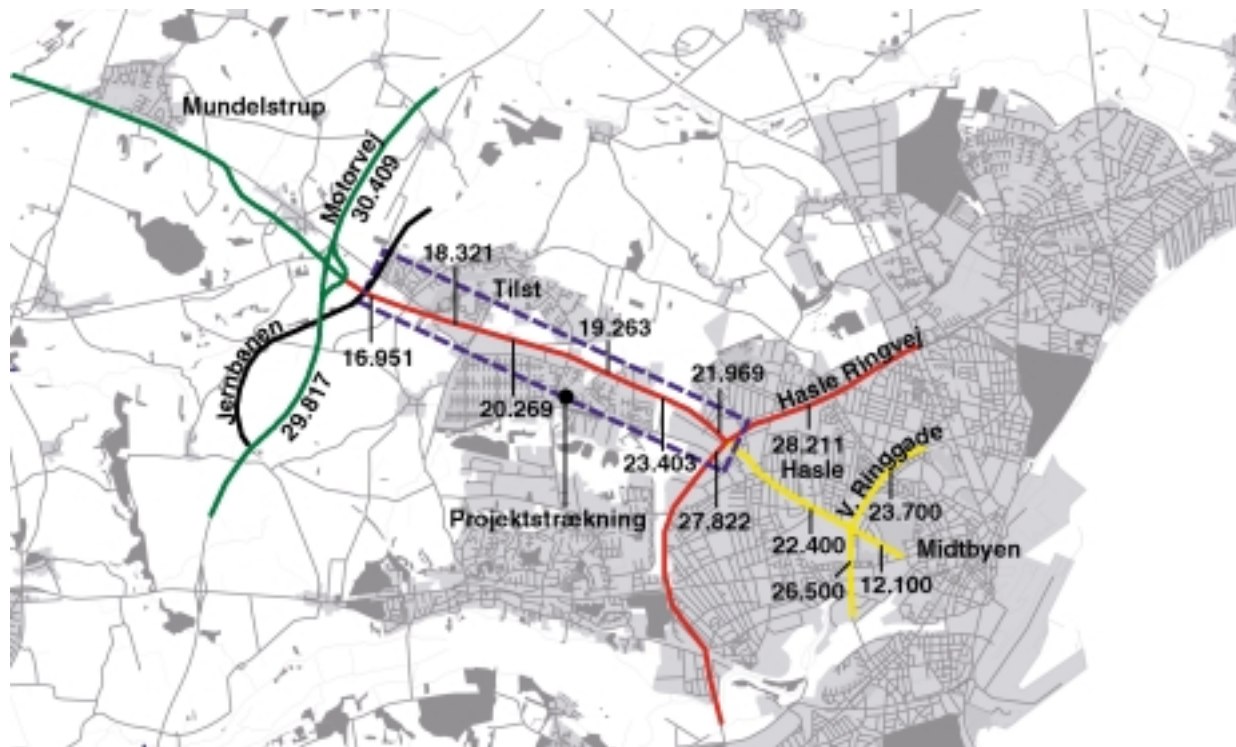 Mundelstrup
Motorvej
30.409
18.321
Tilst
19.263
16.951
Jernbanen
29.817
21.969
Hasle Ringvej
20.269
28.211
23.403
Hasle
V. Ringgade
Projektstrækning
27.822
23.700
22.400
Midtbyen
26.500
12.100